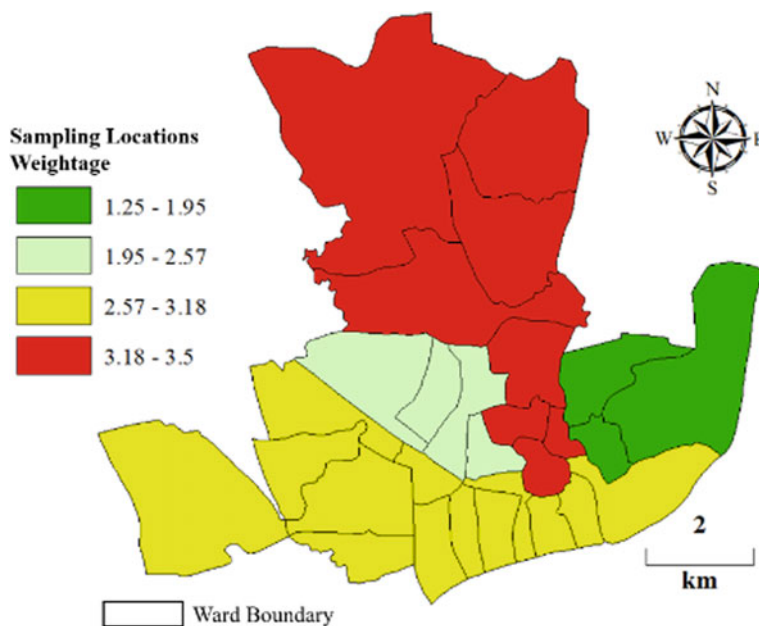 Sampling Locations
Weightage
1.25 - 1.95
1.95 - 2.57
2.57 - 3.18
3.18 - 3.5
N
W E
S
2
km
Ward Boundary